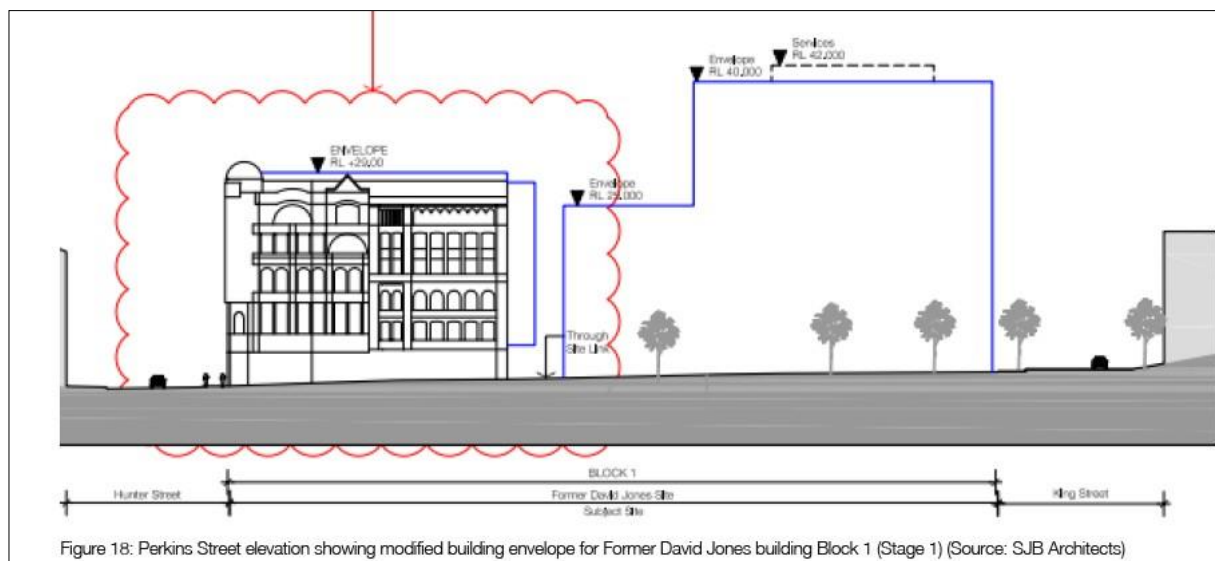 Services
RL 42.000
Envelope
RL 40.000
ENVELOPE
RL +29.00
Envelope
RL 25.000
Through
Site Link
BLOCK 1
Hunter Street
Former David Jones Site
King Street
Subject Site
Figure 18: Perkins Street elevation showing modified building envelope for Former David Jones building Block 1 (Stage 1) (Source: SJB Architects)